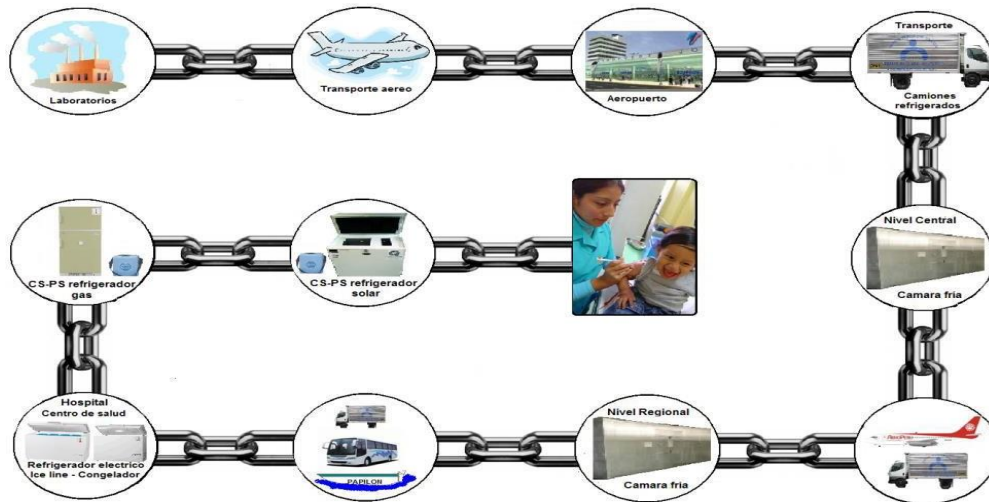 Laboratorios
Transporte aereo
Aeropuerto
Transporte
Camiones
refrigerados
Nivel Central
Camara fria
AeroPeru
Nivel Regional
Camara fria
PAPILON
Hospital
Centro de salud
Refrigerador electrico
Ice line - Congelador
CS-PS refrigerador
gas
CS-PS refrigerador
solar